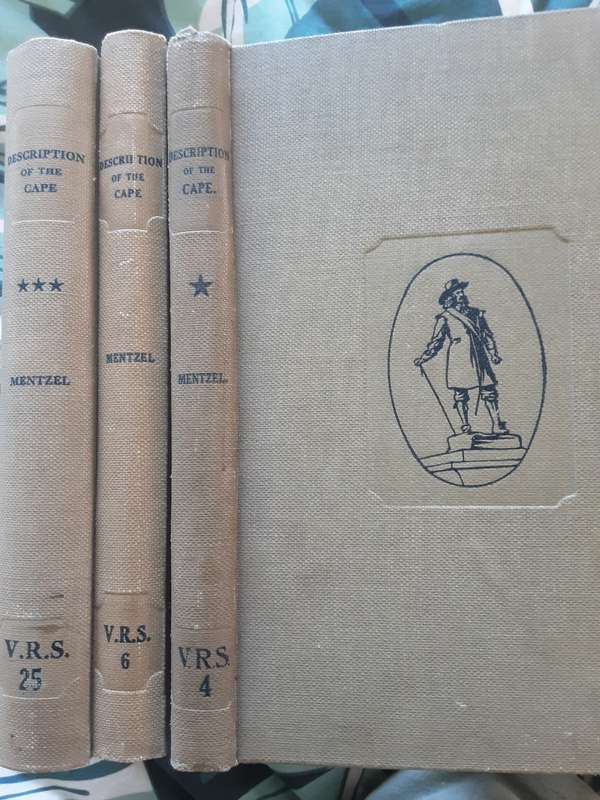 DESCRIPTION
OF THE
CAPE
★★★
MENTZEL
V.R.S.
25
DESCRIPTION
OF THE
CAPE
MENTZEL
V.R.S.
6
DESCRIPTION
OF THE
CAPE.
★
MENTZEL.
V.R.S.
4